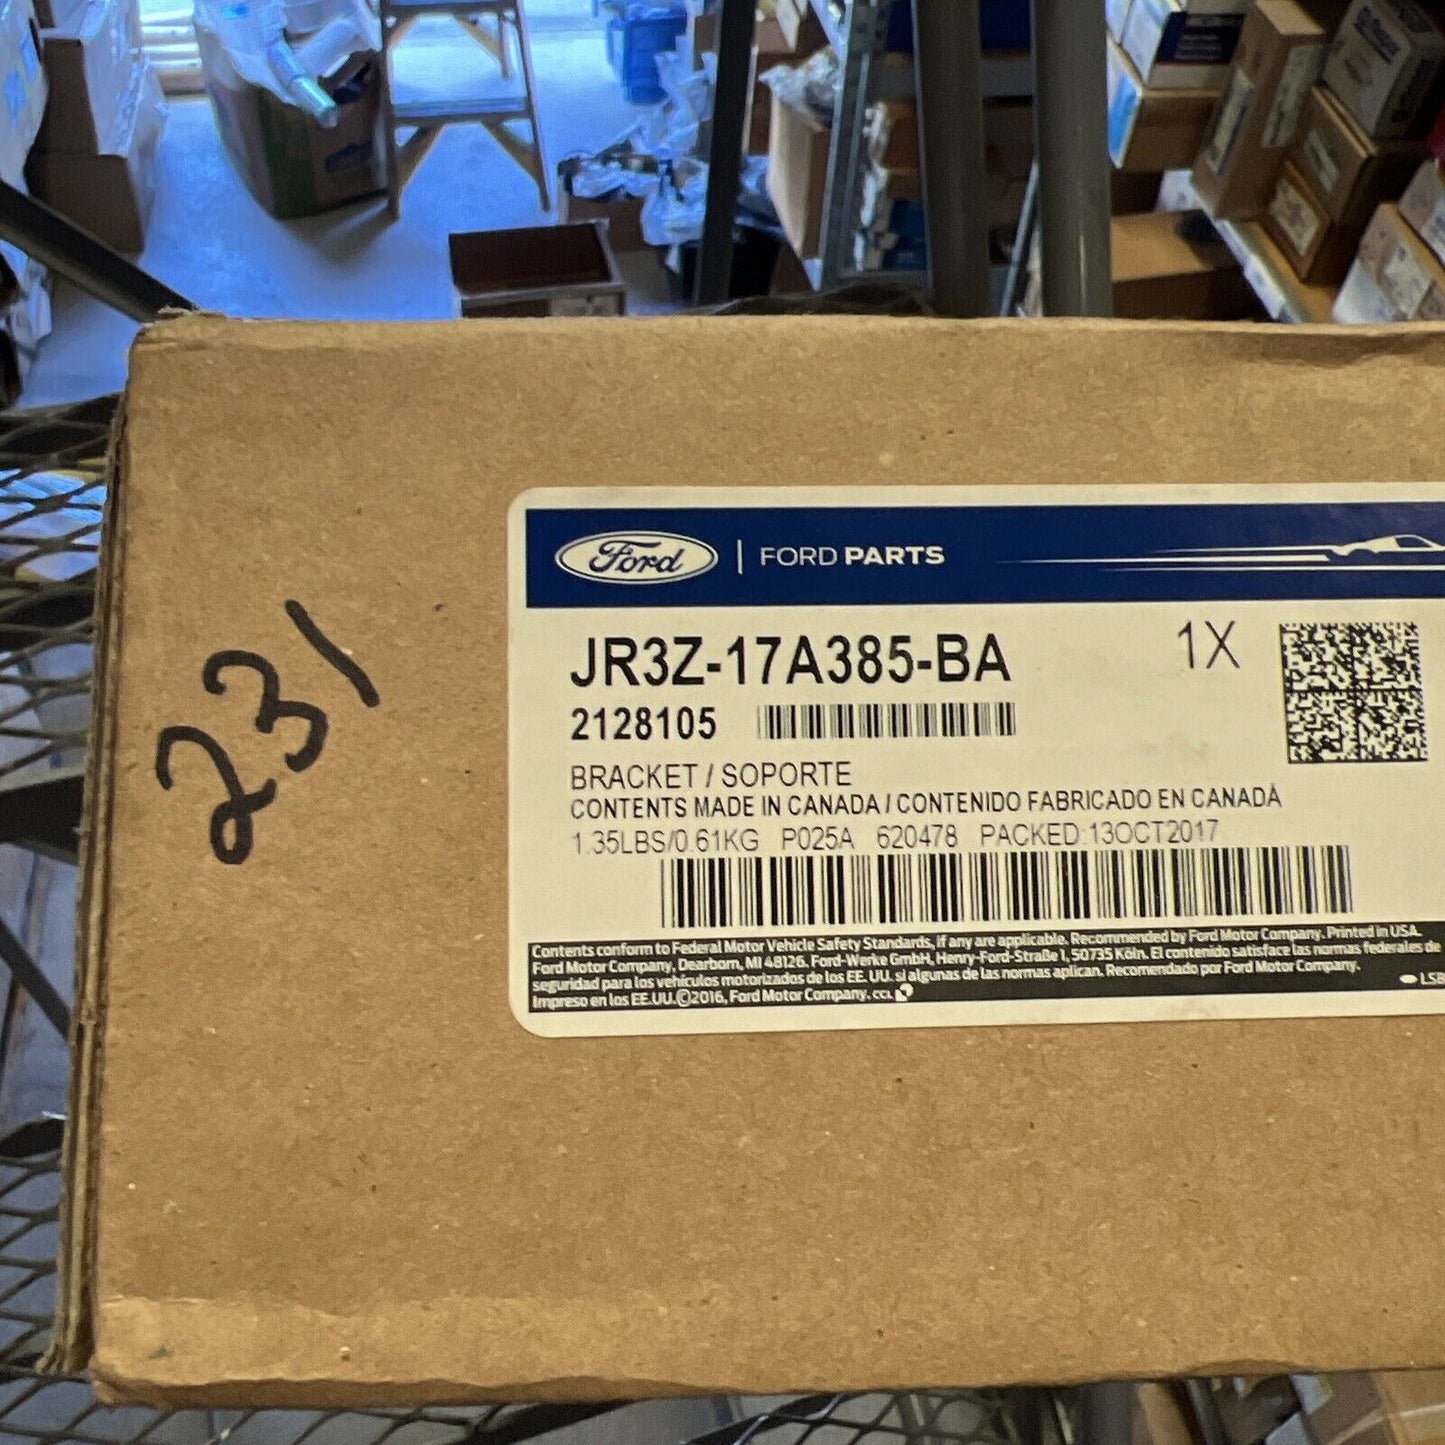 231
Ford | FORD PARTS
JR3Z-17A385-BA 1X
2128105
BRACKET / SOPORTE
CONTENTS MADE IN CANADA / CONTENIDO FABRICADO EN CANADÁ
1.35LBS/0.61KG P025A 620478 PACKED:13OCT2017
Contents conform to Federal Motor Vehicle Safety Standards, if any are applicable. Recommended by Ford Motor Company. Printed in U.S.A.
Ford Motor Company, Dearborn, MI 48126. Ford-Werke GmbH, Henry-Ford-Straße 1, 50735 Köln. El contenido satisface las normas federales de
seguridad para los vehículos motorizados de los EE. UU. si algunas de las normas aplican. Recomendado por Ford Motor Company.
Impreso en los EE.UU. ©2016, Ford Motor Company. CCL